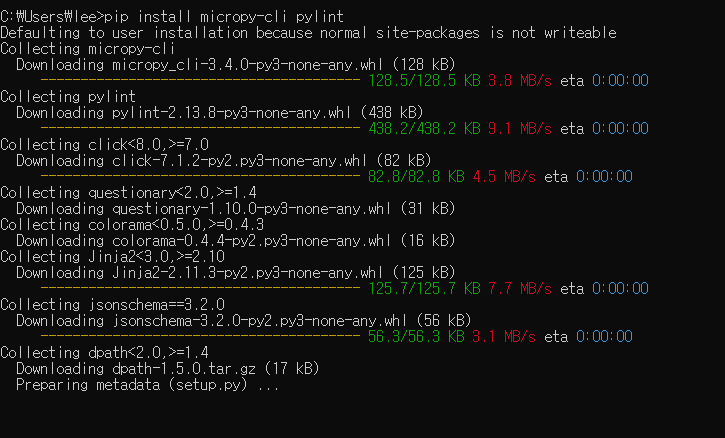 C:\Users\lee>pip install micropy-cli pylint
Defaulting to user installation because normal site-packages is not writeable
Collecting micropy-cli
  Downloading micropy_cli-3.4.0-py3-none-any.whl (128 kB)
     ---------------------------------------- 128.5/128.5 KB 3.8 MB/s eta 0:00:00
Collecting pylint
  Downloading pylint-2.13.8-py3-none-any.whl (438 kB)
     ---------------------------------------- 438.2/438.2 KB 9.1 MB/s eta 0:00:00
Collecting click<8.0,>=7.0
  Downloading click-7.1.2-py2.py3-none-any.whl (82 kB)
     ---------------------------------------- 82.8/82.8 KB 4.5 MB/s eta 0:00:00
Collecting questionary<2.0,>=1.4
  Downloading questionary-1.10.0-py3-none-any.whl (31 kB)
Collecting colorama<0.5.0,>=0.4.3
  Downloading colorama-0.4.4-py2.py3-none-any.whl (16 kB)
Collecting Jinja2<3.0,>=2.10
  Downloading Jinja2-2.11.3-py2.py3-none-any.whl (125 kB)
     ---------------------------------------- 125.7/125.7 KB 7.7 MB/s eta 0:00:00
Collecting jsonschema==3.2.0
  Downloading jsonschema-3.2.0-py2.py3-none-any.whl (56 kB)
     ---------------------------------------- 56.3/56.3 KB 3.1 MB/s eta 0:00:00
Collecting dpath<2.0,>=1.4
  Downloading dpath-1.5.0.tar.gz (17 kB)
  Preparing metadata (setup.py) ...